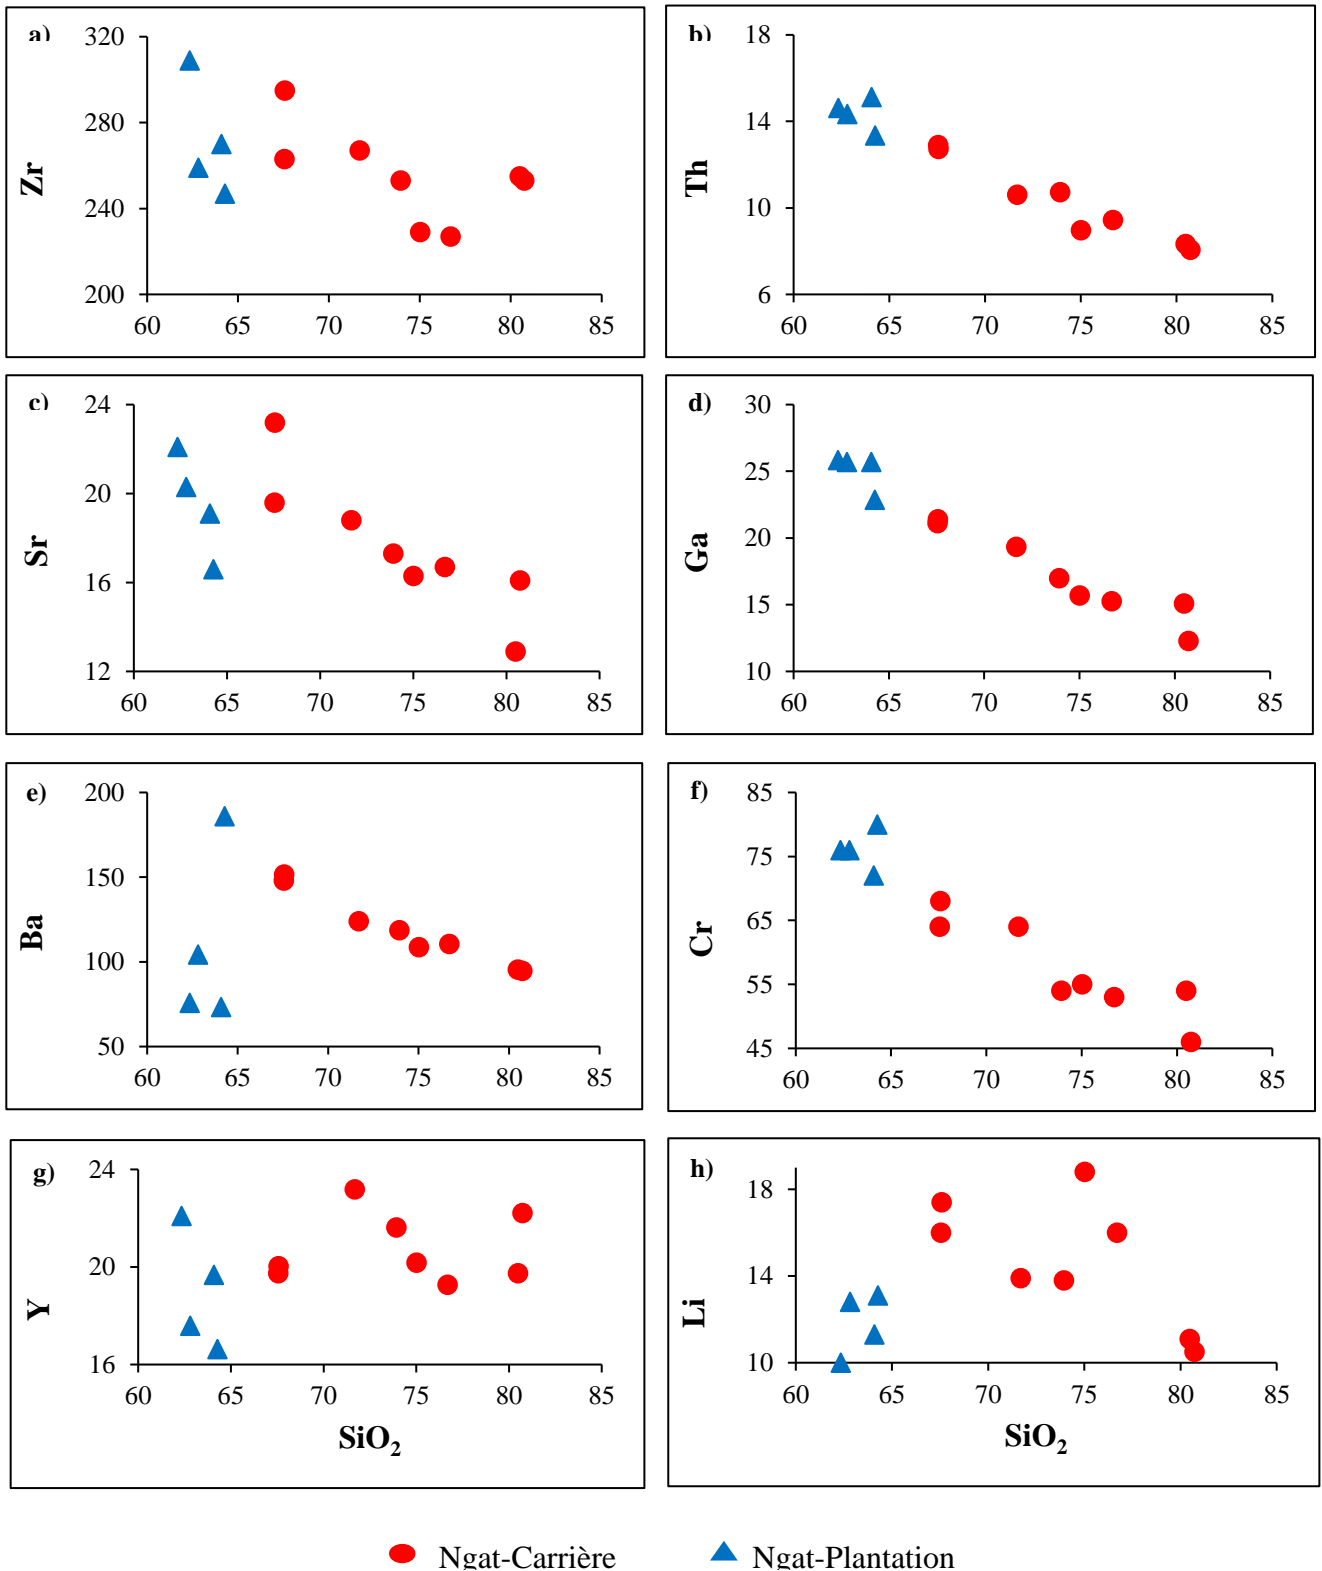 a)
320
280
240
200
Zr
60 65 70 75 80 85
b)
18
14
10
6
Th
60 65 70 75 80 85
c)
24
20
16
12
Sr
60 65 70 75 80 85
d)
30
25
20
15
10
Ga
60 65 70 75 80 85
e)
200
150
100
50
Ba
60 65 70 75 80 85
f)
85
75
65
55
45
Cr
60 65 70 75 80 85
g)
24
20
16
Y
60 65 70 75 80 85
SiO₂
h)
18
14
10
Li
60 65 70 75 80 85
SiO₂
Ngat-Carrière Ngat-Plantation